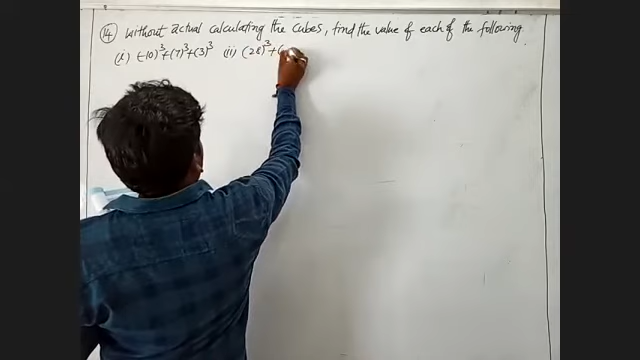 14 Without actual calculating the cubes, find the value of each of the following.
(i) (-10)³+(7)³+(3)³ (ii) (28)³+(